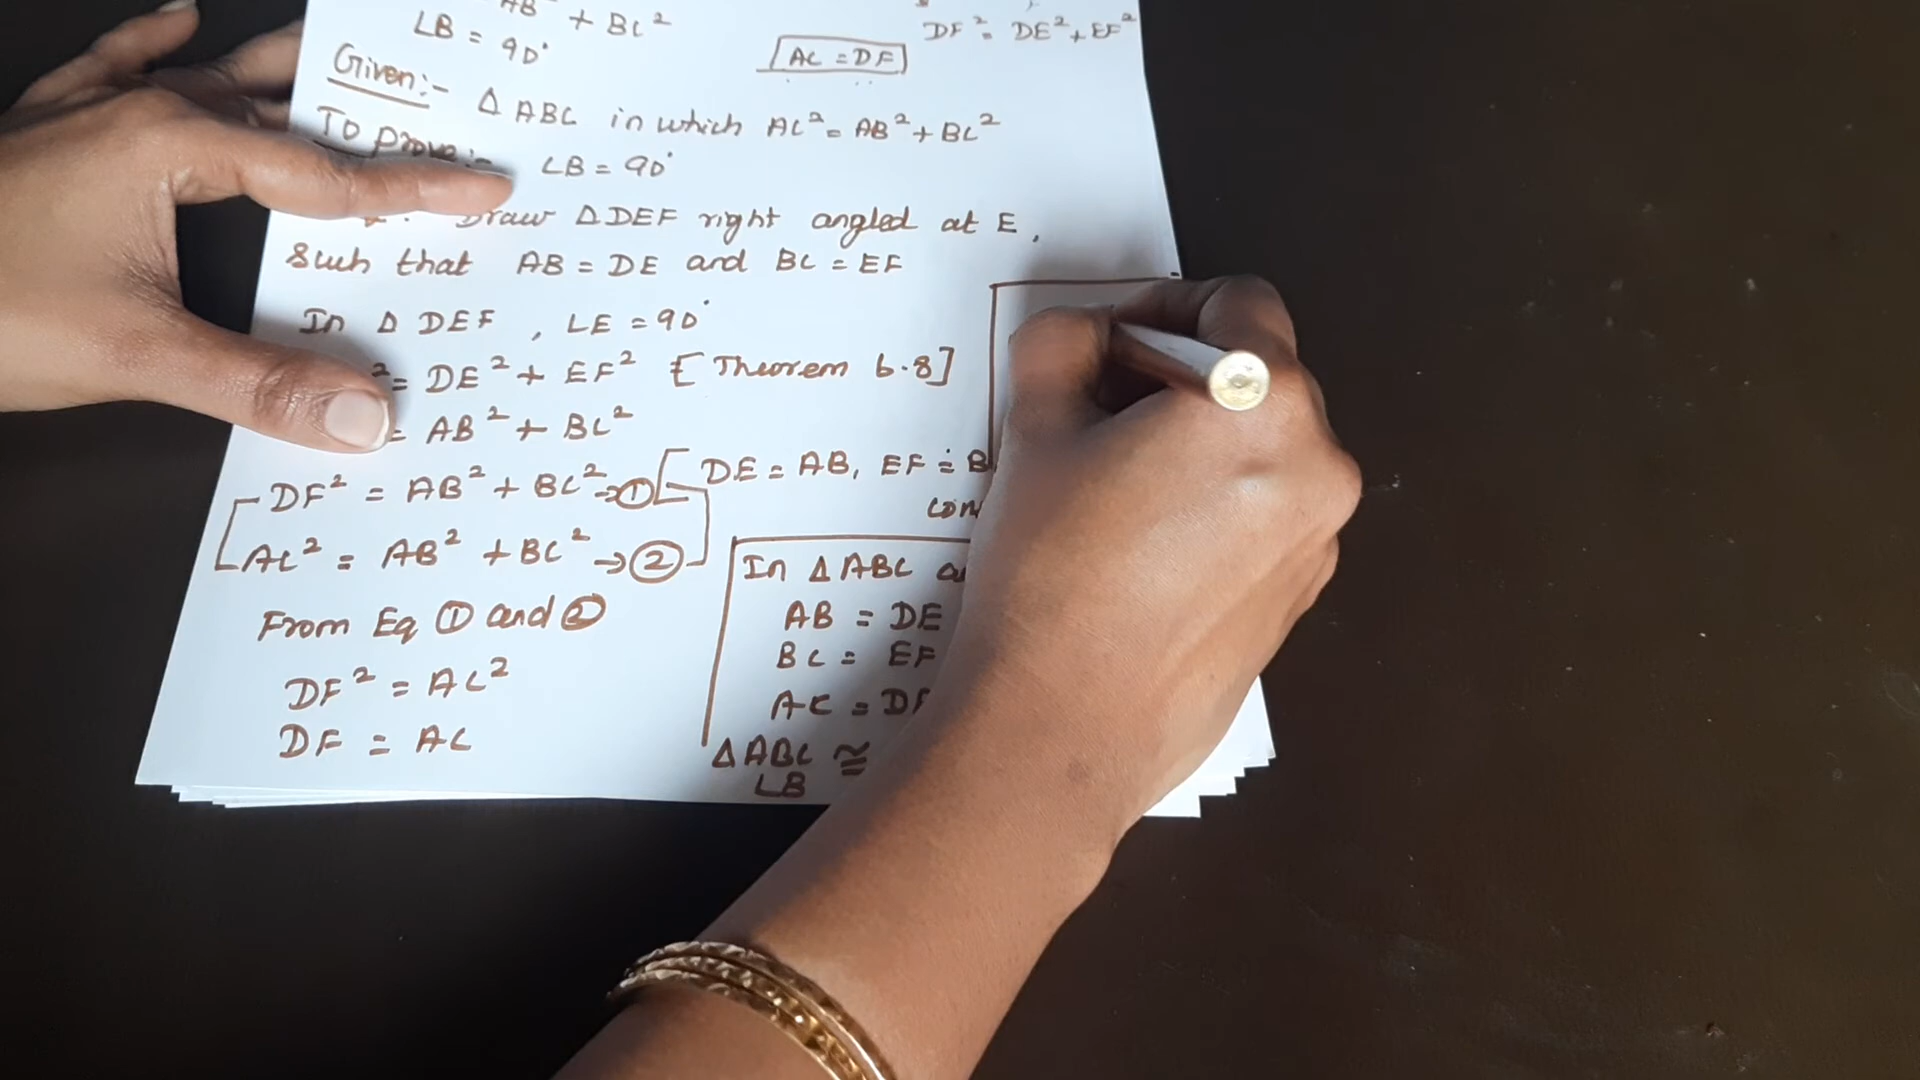 AB² + BC²
∟B = 90°
DF² = DE² + EF²
AC = DF
Given:- Δ ABC in which AC² = AB² + BC²
To prove:- ∟B = 90°
Draw Δ DEF right angled at E,
Such that AB = DE and BC = EF
In Δ DEF , ∟E = 90°
² = DE² + EF² [Theorem 6.8]
= AB² + BC²
DF² = AB² + BC² → ① [DE = AB, EF = B
AC² = AB² + BC² → ②
From Eq ① and ②
DF² = AC²
DF = AC
In Δ ABC
AB = DE
BC = EF
AC = DF
Δ ABC ≅
∟B